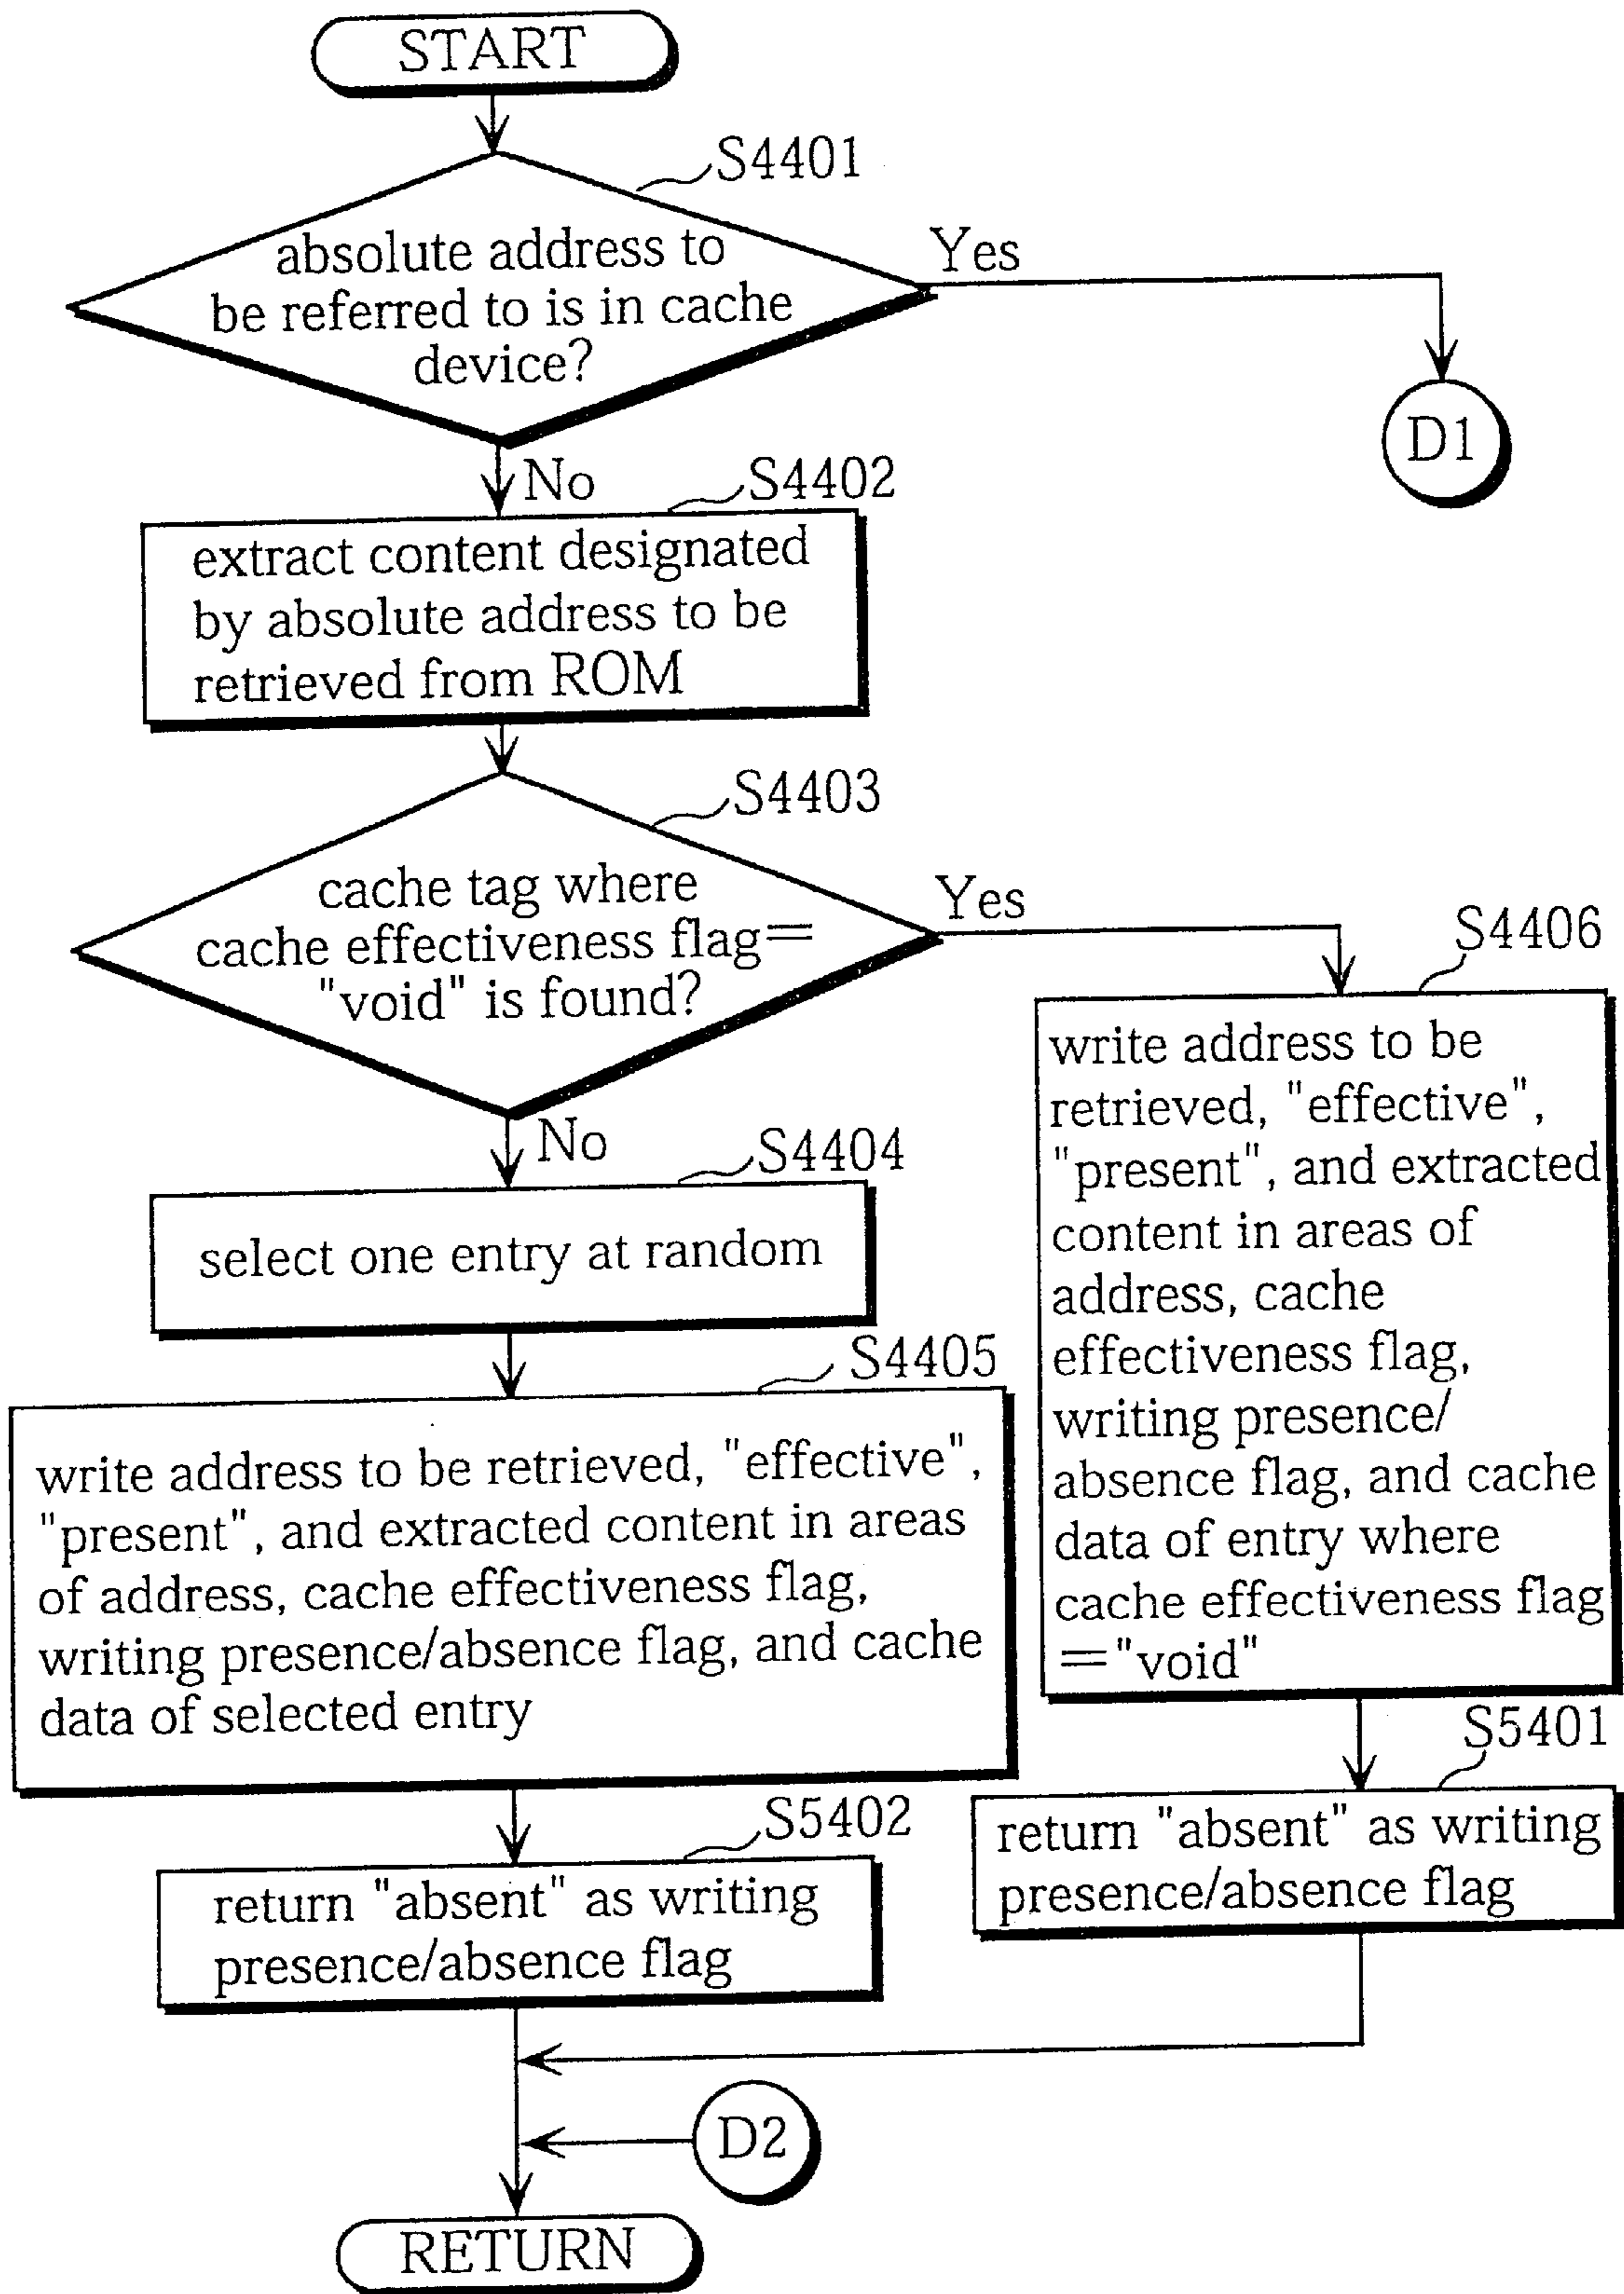 START
S4401
absolute address to
be referred to is in cache
device?
Yes
D1
No
S4402
extract content designated
by absolute address to be
retrieved from ROM
S4403
cache tag where
cache effectiveness flag=
"void" is found?
Yes
No
S4404
select one entry at random
S4405
write address to be retrieved, "effective",
"present", and extracted content in areas
of address, cache effectiveness flag,
writing presence/absence flag, and cache
data of selected entry
S4406
write address to be
retrieved, "effective",
"present", and extracted
content in areas of
address, cache
effectiveness flag,
writing presence/
absence flag, and cache
data of entry where
cache effectiveness flag
="void"
S5401
return "absent" as writing
presence/absence flag
S5402
return "absent" as writing
presence/absence flag
D2
RETURN